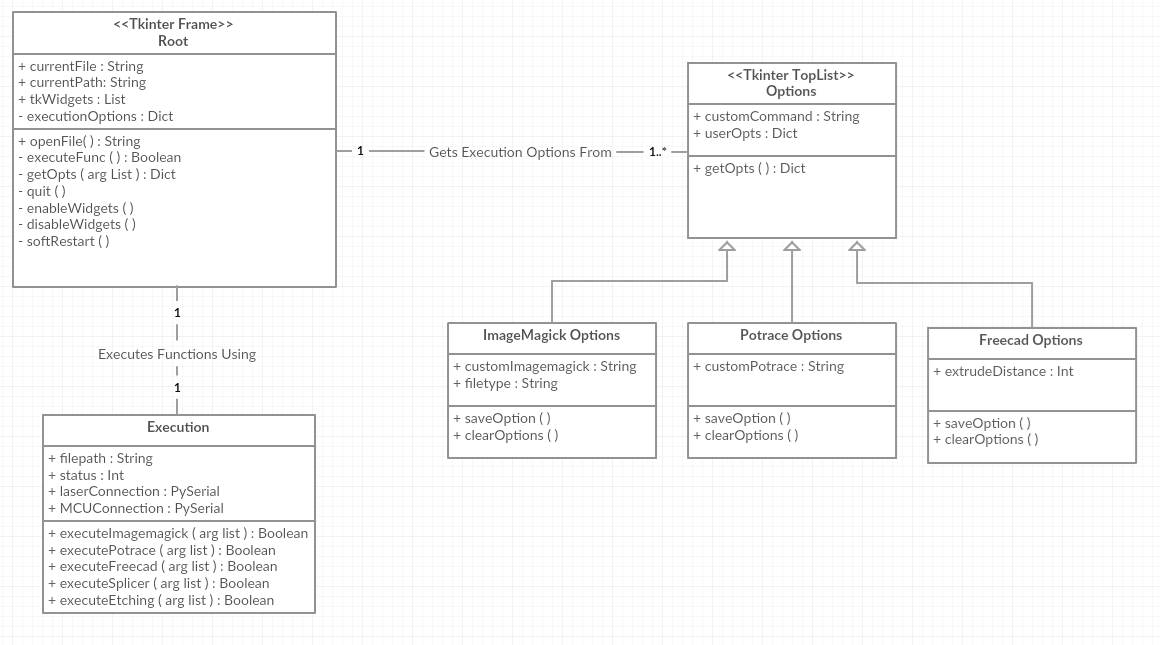 <<Tkinter Frame>>
Root
+ currentFile : String
+ currentPath: String
+ tkWidgets : List
- executionOptions : Dict
+ openFile( ) : String
- executeFunc ( ) : Boolean
- getOpts ( arg List ) : Dict
- quit ( )
- enableWidgets ( )
- disableWidgets ( )
- softRestart ( )
1
Gets Execution Options From
1..*
<<Tkinter TopList>>
Options
+ customCommand : String
+ userOpts : Dict
+ getOpts ( ) : Dict
1
Executes Functions Using
1
Execution
+ filepath : String
+ status : Int
+ laserConnection : PySerial
+ MCUConnection : PySerial
+ executeImagemagick ( arg list ) : Boolean
+ executePotrace ( arg list ) : Boolean
+ executeFreecad ( arg list ) : Boolean
+ executeSplicer ( arg list ) : Boolean
+ executeEtching ( arg list ) : Boolean
ImageMagick Options
+ customImagemagick : String
+ filetype : String
+ saveOption ( )
+ clearOptions ( )
Potrace Options
+ customPotrace : String
+ saveOption ( )
+ clearOptions ( )
Freecad Options
+ extrudeDistance : Int
+ saveOption ( )
+ clearOptions ( )